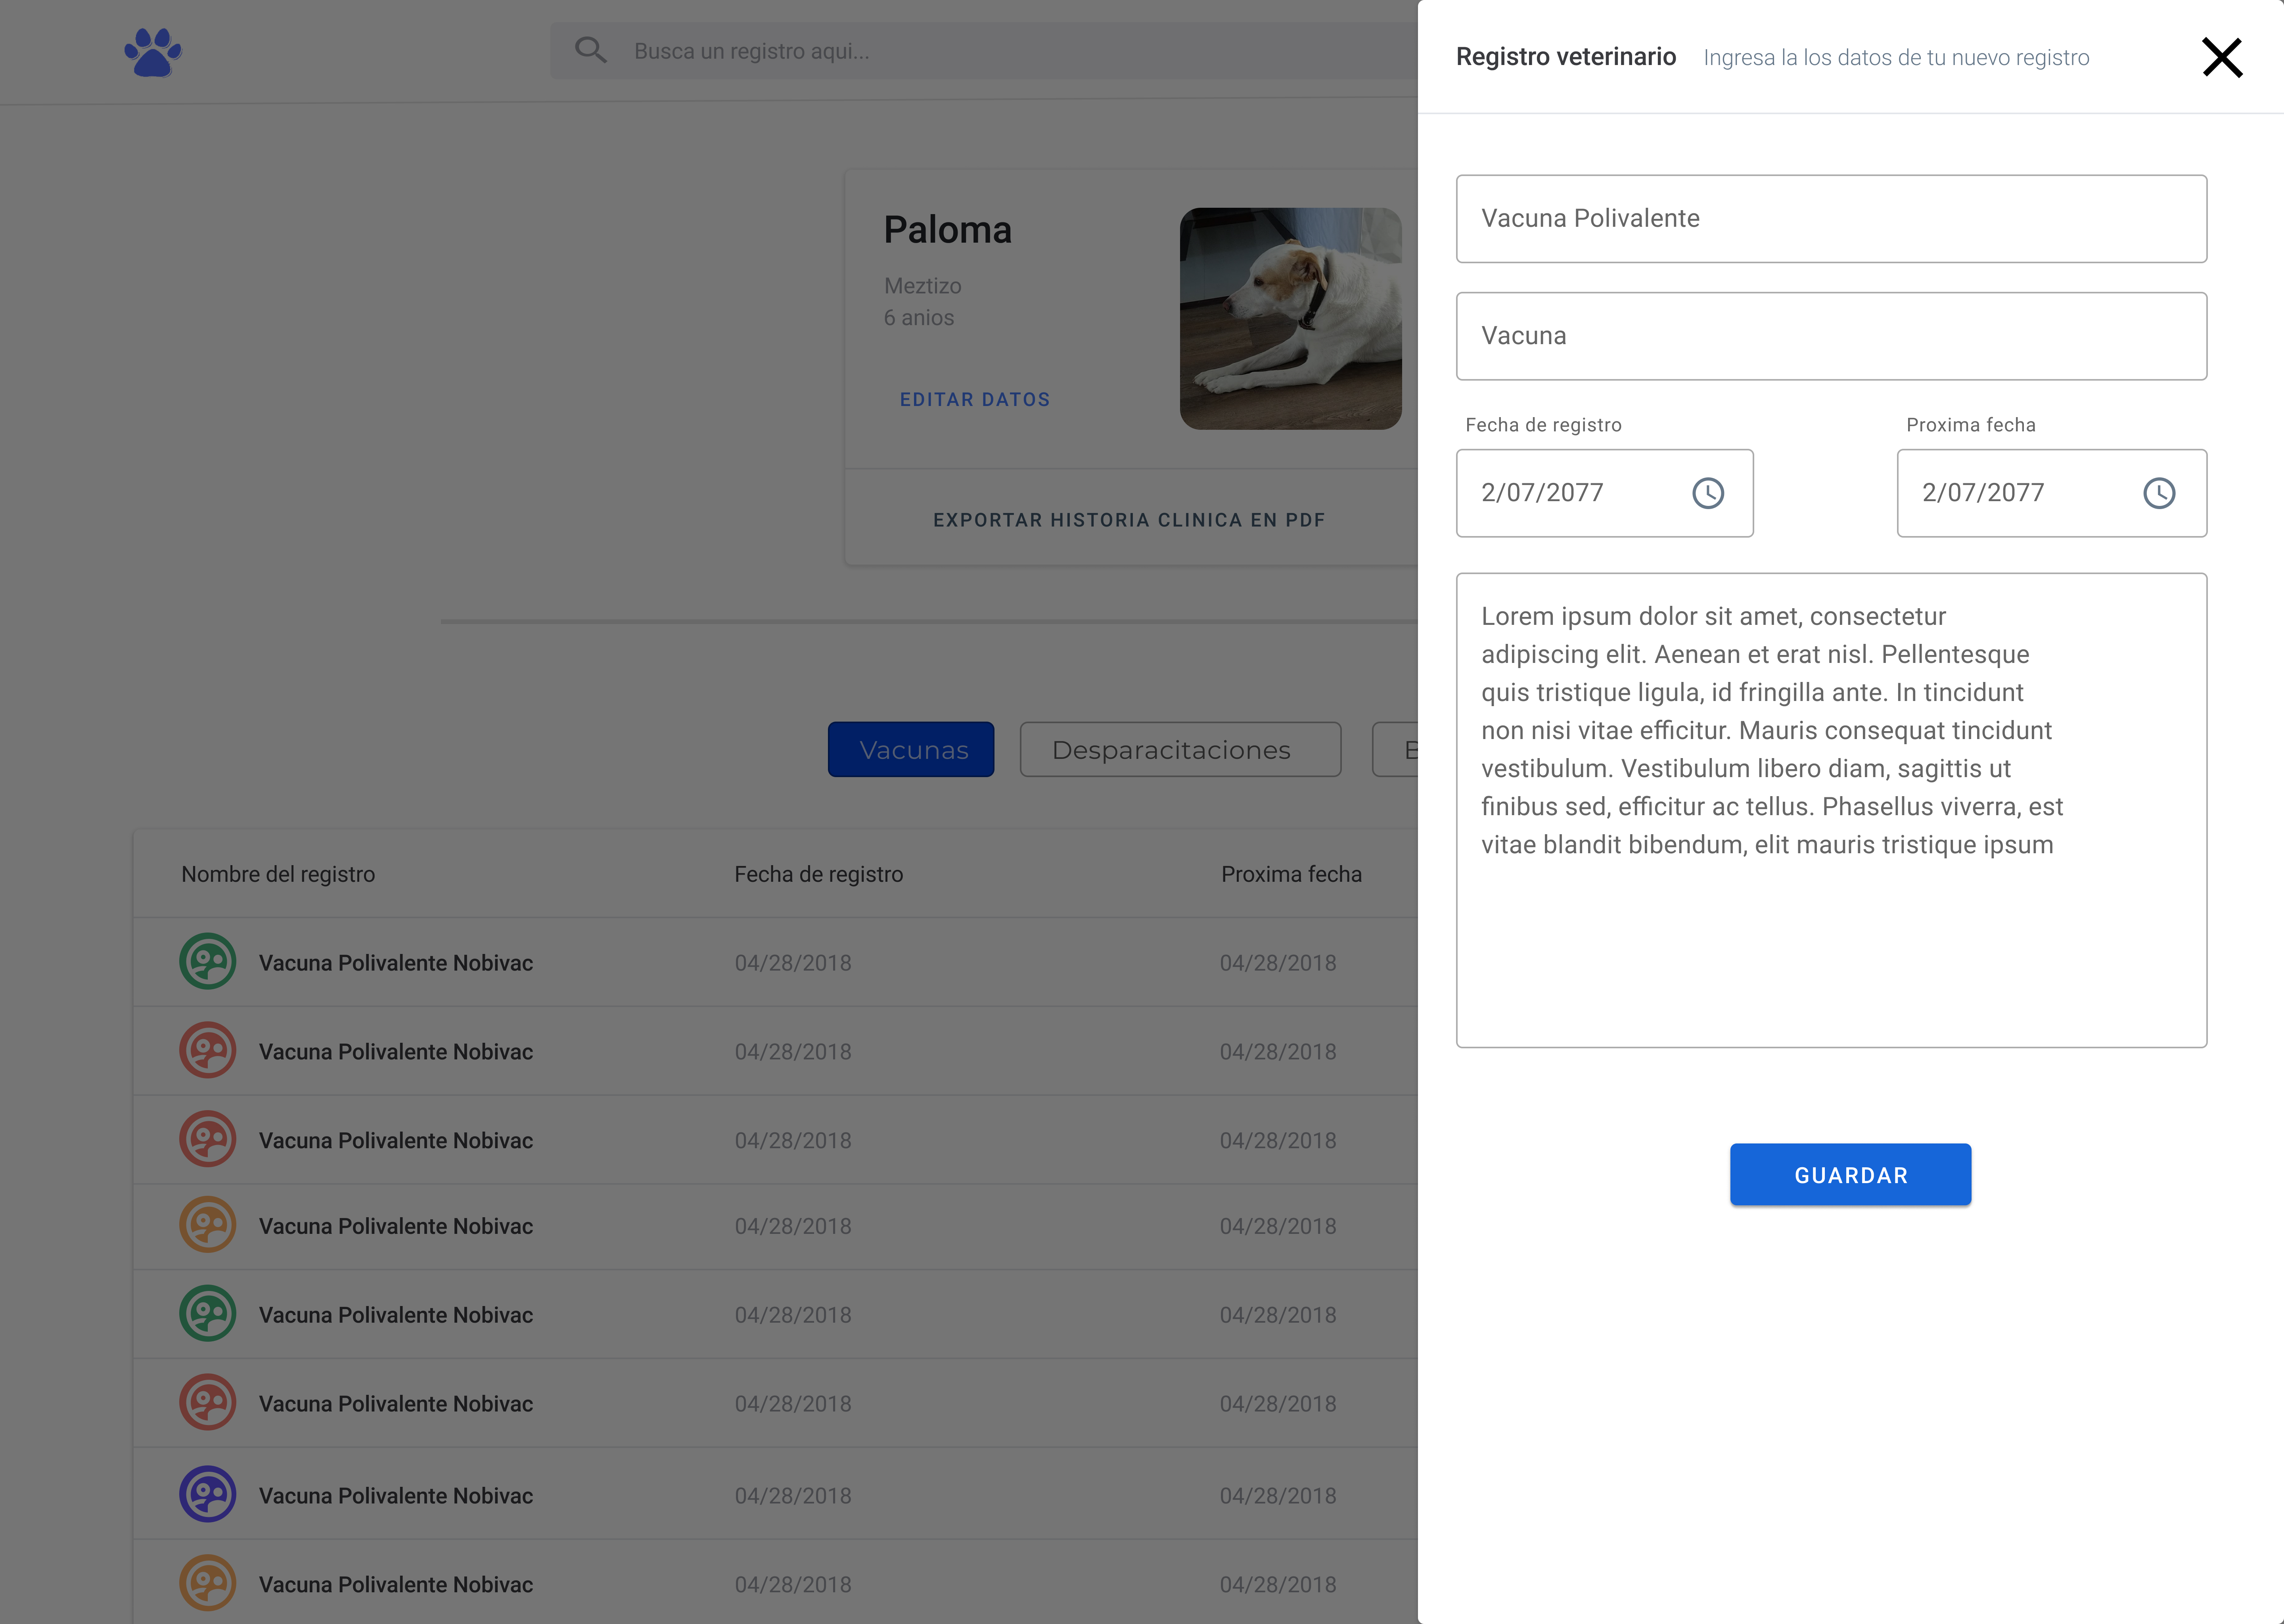 Busca un registro aqui...
Registro veterinario Ingresa la los datos de tu nuevo registro
Paloma
Meztizo
6 anios
EDITAR DATOS
EXPORTAR HISTORIA CLINICA EN PDF
Vacunas Desparacitaciones
Nombre del registro Fecha de registro Proxima fecha
Vacuna Polivalente Nobivac 04/28/2018 04/28/2018
Vacuna Polivalente Nobivac 04/28/2018 04/28/2018
Vacuna Polivalente Nobivac 04/28/2018 04/28/2018
Vacuna Polivalente Nobivac 04/28/2018 04/28/2018
Vacuna Polivalente Nobivac 04/28/2018 04/28/2018
Vacuna Polivalente Nobivac 04/28/2018 04/28/2018
Vacuna Polivalente Nobivac 04/28/2018 04/28/2018
Vacuna Polivalente Nobivac 04/28/2018 04/28/2018
Vacuna Polivalente
Vacuna
Fecha de registro Proxima fecha
2/07/2077 2/07/2077
Lorem ipsum dolor sit amet, consectetur
adipiscing elit. Aenean et erat nisl. Pellentesque
quis tristique ligula, id fringilla ante. In tincidunt
non nisi vitae efficitur. Mauris consequat tincidunt
vestibulum. Vestibulum libero diam, sagittis ut
finibus sed, efficitur ac tellus. Phasellus viverra, est
vitae blandit bibendum, elit mauris tristique ipsum
GUARDAR